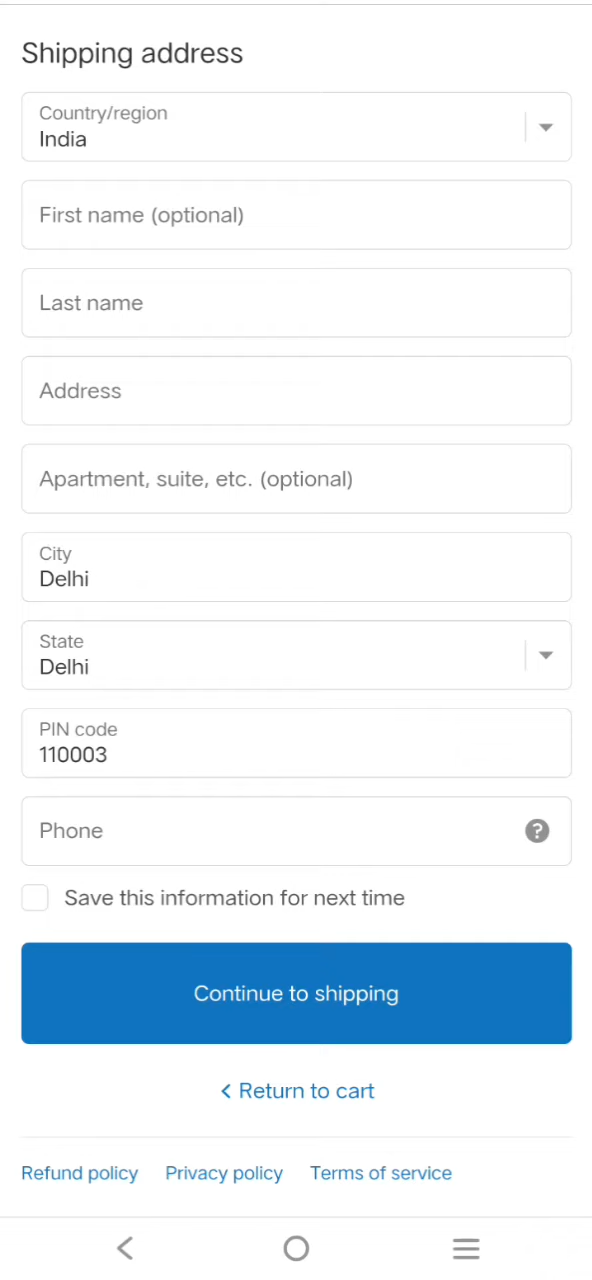 Shipping address
Country/region
India
First name (optional)
Last name
Address
Apartment, suite, etc. (optional)
City
Delhi
State
Delhi
PIN code
110003
Phone
?
Save this information for next time
Continue to shipping
Return to cart
Refund policy Privacy policy Terms of service